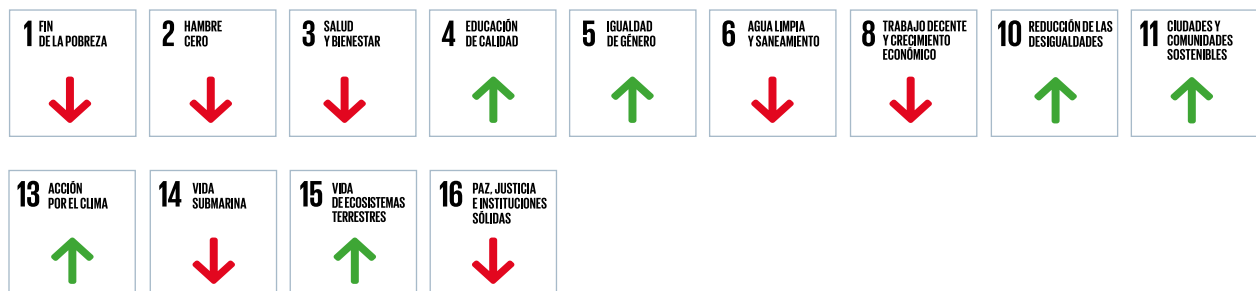 1 FIN
DE LA POBREZA
2 HAMBRE
CERO
3 SALUD
Y BIENESTAR
4 EDUCACIÓN
DE CALIDAD
5 IGUALDAD
DE GÉNERO
6 AGUA LIMPIA
Y SANEAMIENTO
8 TRABAJO DECENTE
Y CRECIMIENTO
ECONÓMICO
10 REDUCCIÓN DE LAS
DESIGUALDADES
11 CIUDADES Y
COMUNIDADES
SOSTENIBLES
13 ACCIÓN
POR EL CLIMA
14 VIDA
SUBMARINA
15 VIDA
DE ECOSISTEMAS
TERRESTRES
16 PAZ, JUSTICIA
E INSTITUCIONES
SÓLIDAS